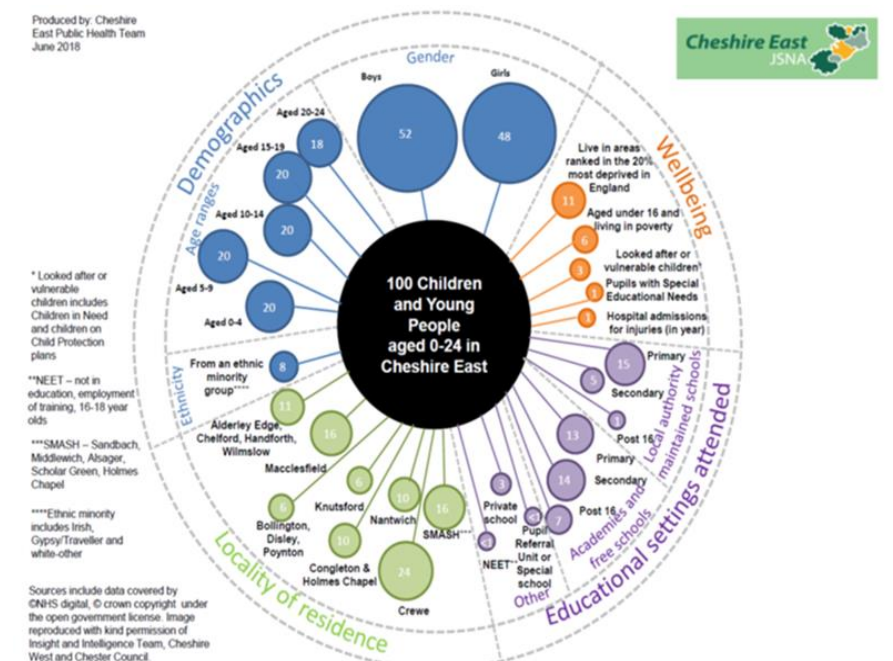 Produced by: Cheshire
East Public Health Team
June 2018
Cheshire East
JSNA
Demographics
Gender
Boys
52
Girls
48
Age ranges
Aged 20-24
18
Aged 15-19
20
Aged 10-14
20
Aged 5-9
20
Aged 0-4
20
Ethnicity
From an ethnic
minority
group****
8
Wellbeing
Live in areas
ranked in the 20%
most deprived in
England
11
Aged under 16 and
living in poverty
6
Looked after or
vulnerable children*
3
Pupils with Special
Educational Needs
1
Hospital admissions
for injuries (in year)
1
100 Children
and Young
People
aged 0-24 in
Cheshire East
Educational settings attended
Local authority
maintained schools
15
Primary
5
Secondary
1
Post 16
Academies and
free schools
13
Primary
14
Secondary
7
Post 16
Other
<1
Pupil
Referral
Unit or
Special
school
3
Private
school
<1
NEET**
Locality of residence
11
Alderley Edge,
Chelford, Handforth,
Wilmslow
16
Macclesfield
6
Bollington,
Disley,
Poynton
6
Knutsford
10
Congleton &
Holmes Chapel
10
Nantwich
24
Crewe
16
SMASH***
* Looked after or
vulnerable
children includes
Children in Need
and children on
Child Protection
plans
**NEET – not in
education, employment
of training, 16-18 year
olds
***SMASH – Sandbach,
Middlewich, Alsager,
Scholar Green, Holmes
Chapel
****Ethnic minority
includes Irish,
Gypsy/Traveller and
white-other
Sources include data covered by
©NHS digital, © crown copyright under
the open government license. Image
reproduced with kind permission of
Insight and Intelligence Team, Cheshire
West and Chester Council.